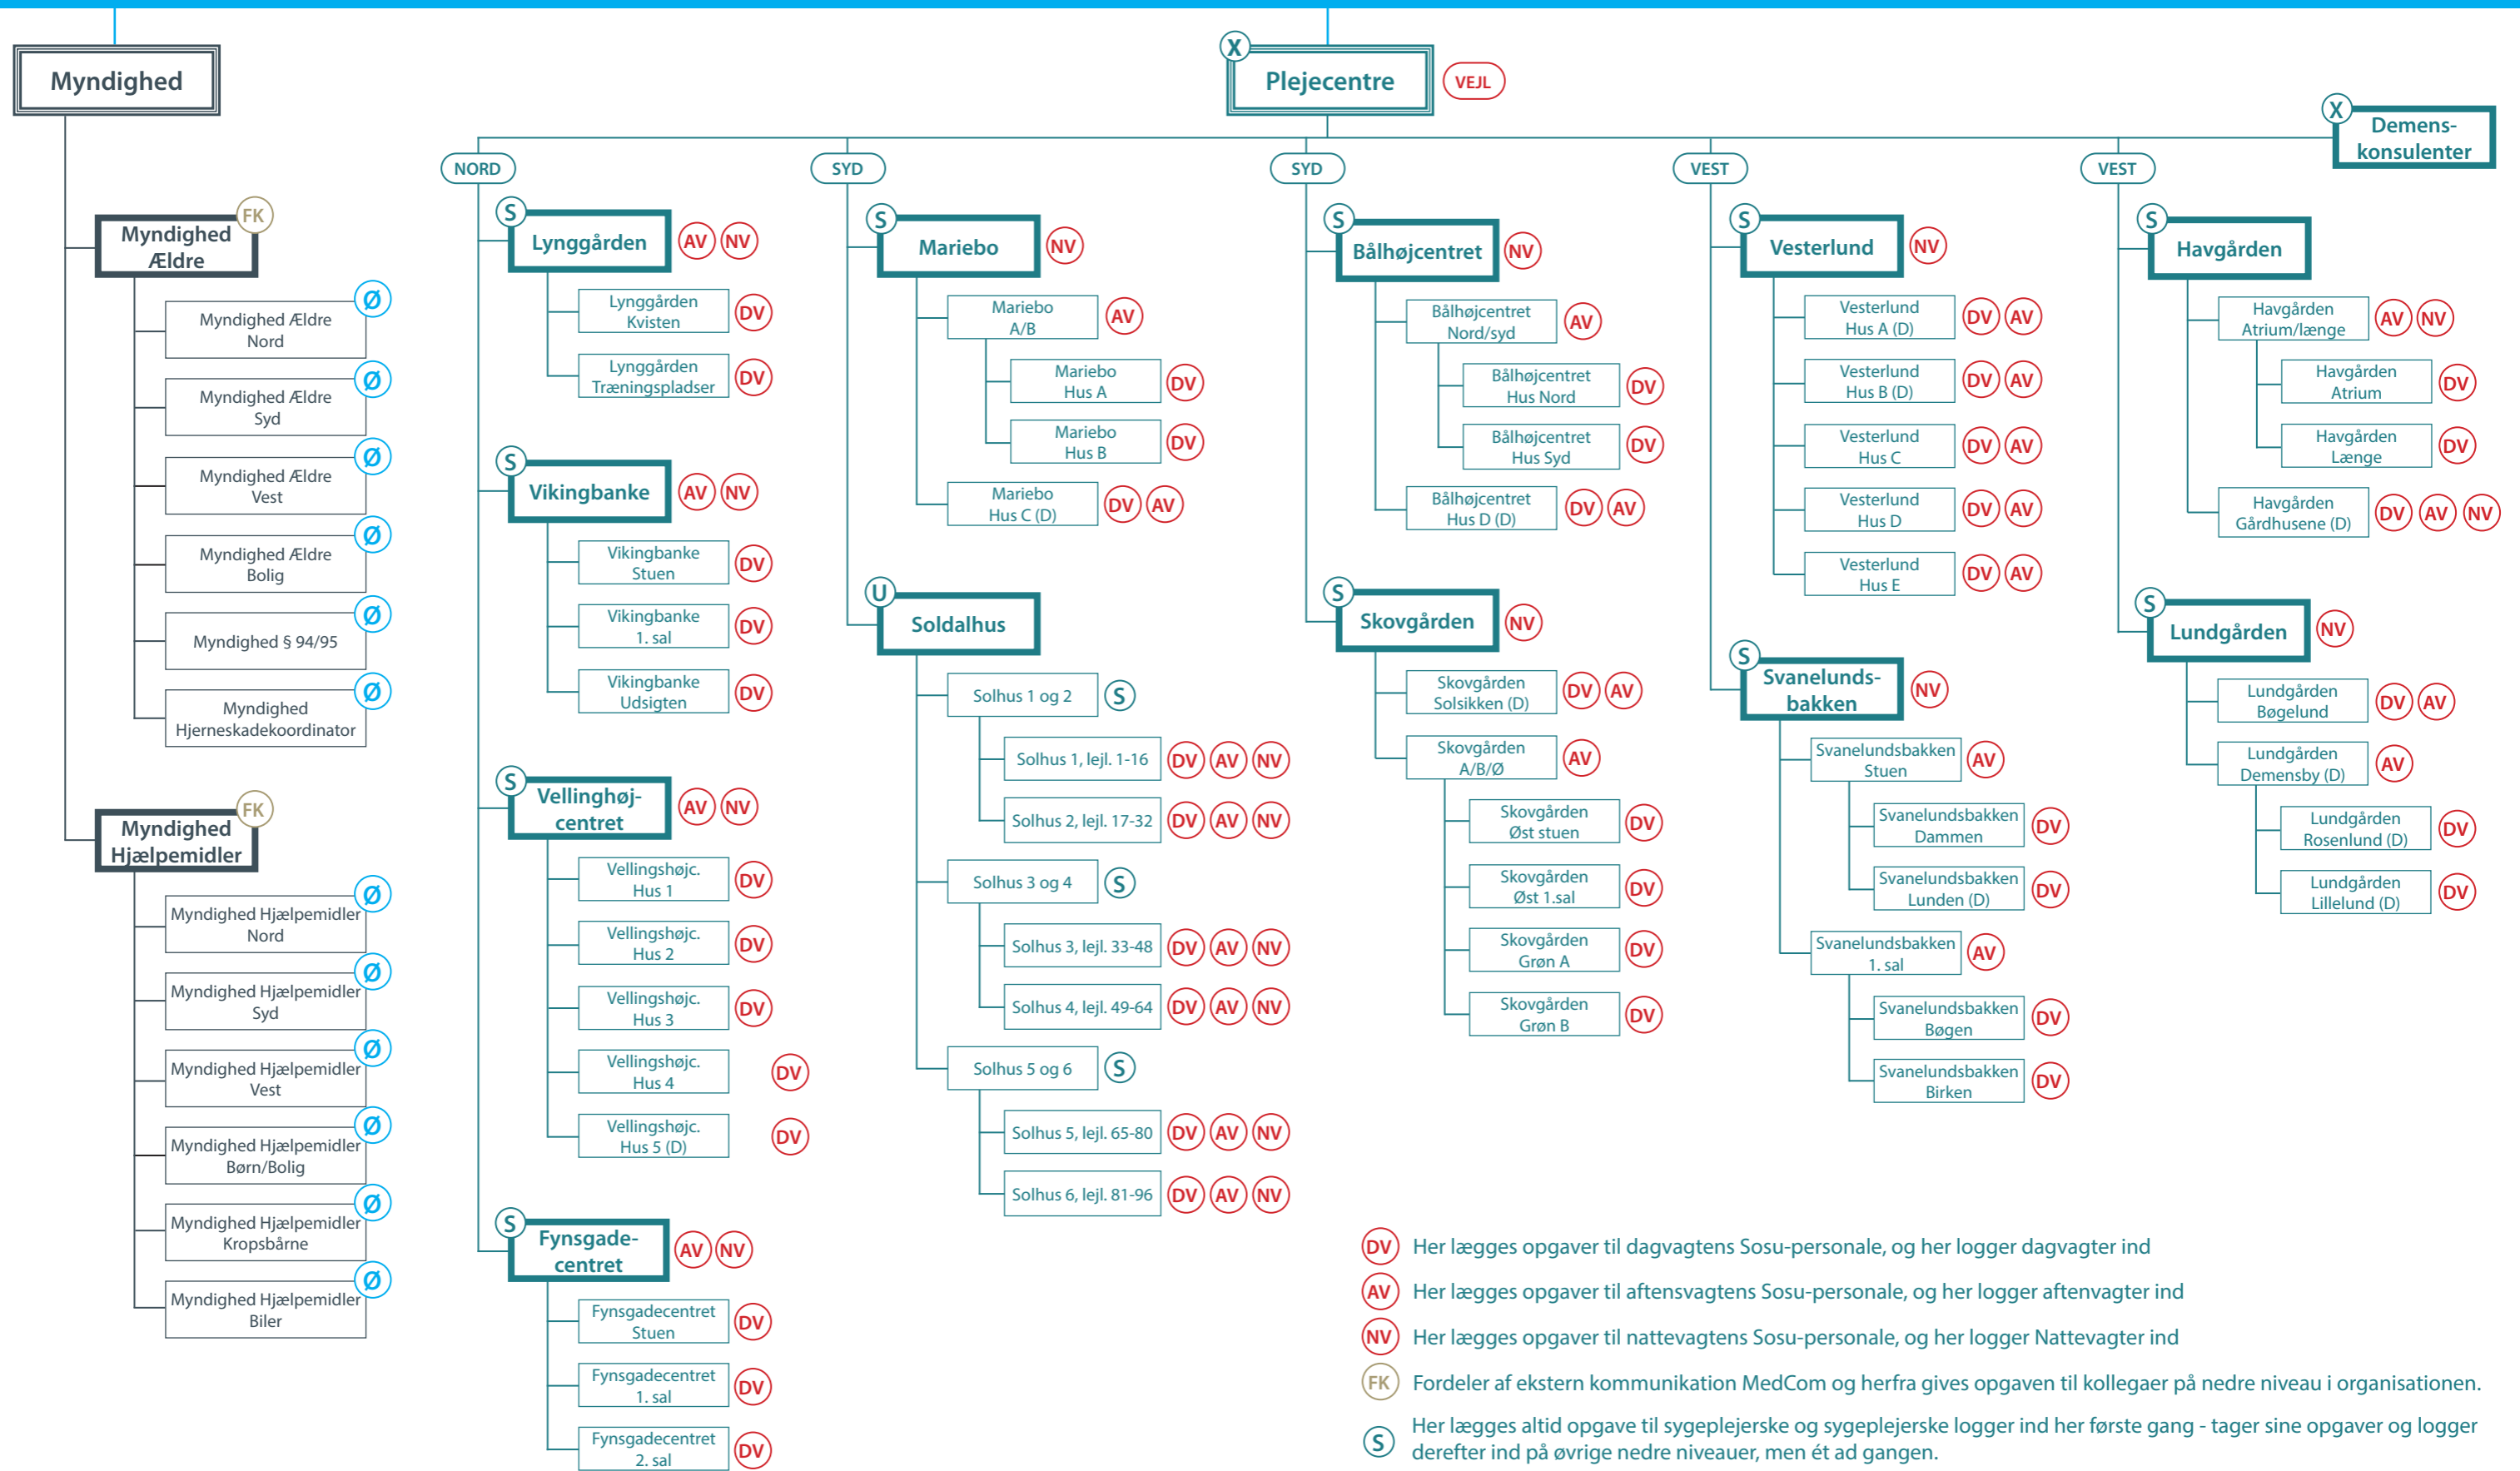 Myndighed
X
Plejecentre
VEJL
X
Demens-
konsulenter
FK
Myndighed
Ældre
Ø
Myndighed Ældre
Nord
Ø
Myndighed Ældre
Syd
Ø
Myndighed Ældre
Vest
Ø
Myndighed Ældre
Bolig
Ø
Myndighed § 94/95
Ø
Myndighed
Hjerneskadekoordinator
FK
Myndighed
Hjælpemidler
Ø
Myndighed Hjælpemidler
Nord
Ø
Myndighed Hjælpemidler
Syd
Ø
Myndighed Hjælpemidler
Vest
Ø
Myndighed Hjælpemidler
Børn/Bolig
Ø
Myndighed Hjælpemidler
Kropsbårne
Ø
Myndighed Hjælpemidler
Biler
NORD
S
Lynggården AV NV
Lynggården
Kvisten
DV
Lynggården
Træningspladser
DV
S
Vikingbanke AV NV
Vikingbanke
Stuen
DV
Vikingbanke
1. sal
DV
Vikingbanke
Udsigten
DV
S
Vellinghøj-
centret
AV NV
Vellingshøjc.
Hus 1
DV
Vellingshøjc.
Hus 2
DV
Vellingshøjc.
Hus 3
DV
Vellingshøjc.
Hus 4
DV
Vellingshøjc.
Hus 5 (D)
DV
S
Fynsgade-
centret
AV NV
Fynsgadecentret
Stuen
DV
Fynsgadecentret
1. sal
DV
Fynsgadecentret
2. sal
DV
SYD
S
Mariebo NV
Mariebo
A/B
AV
Mariebo
Hus A
DV
Mariebo
Hus B
DV
Mariebo
Hus C (D)
DV AV
U
Soldalhus
Solhus 1 og 2 S
Solhus 1, lejl. 1-16 DV AV NV
Solhus 2, lejl. 17-32 DV AV NV
Solhus 3 og 4 S
Solhus 3, lejl. 33-48 DV AV NV
Solhus 4, lejl. 49-64 DV AV NV
Solhus 5 og 6 S
Solhus 5, lejl. 65-80 DV AV NV
Solhus 6, lejl. 81-96 DV AV NV
SYD
S
Bålhøjcentret NV
Bålhøjcentret
Nord/syd
AV
Bålhøjcentret
Hus Nord
DV
Bålhøjcentret
Hus Syd
DV
Bålhøjcentret
Hus D (D)
DV AV
S
Skovgården NV
Skovgården
Solsikken (D)
DV AV
Skovgården
A/B/Ø
AV
Skovgården
Øst stuen
DV
Skovgården
Øst 1.sal
DV
Skovgården
Grøn A
DV
Skovgården
Grøn B
DV
VEST
S
Vesterlund NV
Vesterlund
Hus A (D)
DV AV
Vesterlund
Hus B (D)
DV AV
Vesterlund
Hus C
DV AV
Vesterlund
Hus D
DV AV
Vesterlund
Hus E
DV AV
S
Svanelunds-
bakken
NV
Svanelundsbakken
Stuen
AV
Svanelundsbakken
Dammen
DV
Svanelundsbakken
Lunden (D)
DV
Svanelundsbakken
1. sal
AV
Svanelundsbakken
Bøgen
DV
Svanelundsbakken
Birken
DV
VEST
S
Havgården
Havgården
Atrium/længe
AV NV
Havgården
Atrium
DV
Havgården
Længe
DV
Havgården
Gårdhusene (D)
DV AV NV
S
Lundgården NV
Lundgården
Bøgelund
DV AV
Lundgården
Demensby (D)
AV
Lundgården
Rosenlund (D)
DV
Lundgården
Lillelund (D)
DV
DV Her lægges opgaver til dagvagtens Sosu-personale, og her logger dagvagter ind
AV Her lægges opgaver til aftensvagtens Sosu-personale, og her logger aftenvagter ind
NV Her lægges opgaver til nattevagtens Sosu-personale, og her logger Nattevagter ind
FK Fordeler af ekstern kommunikation MedCom og herfra gives opgaven til kollegaer på nedre niveau i organisationen.
S Her lægges altid opgave til sygeplejerske og sygeplejerske logger ind her første gang - tager sine opgaver og logger
derefter ind på øvrige nedre niveauer, men ét ad gangen.